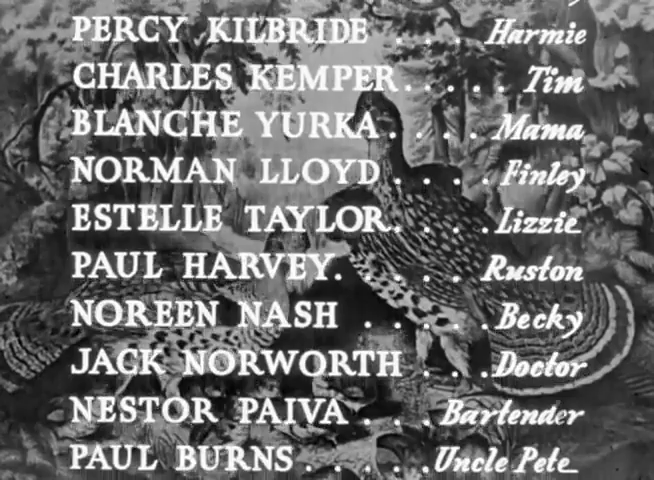 PERCY KILBRIDE . . . Harmie
CHARLES KEMPER . . . . . Tim
BLANCHE YURKA . . . . Mama
NORMAN LLOYD . . . . Finley
ESTELLE TAYLOR . . . . Lizzie
PAUL HARVEY . . . . . Ruston
NOREEN NASH . . . . . Becky
JACK NORWORTH . . . Doctor
NESTOR PAIVA . . . Bartender
PAUL BURNS . . . . . Uncle Pete